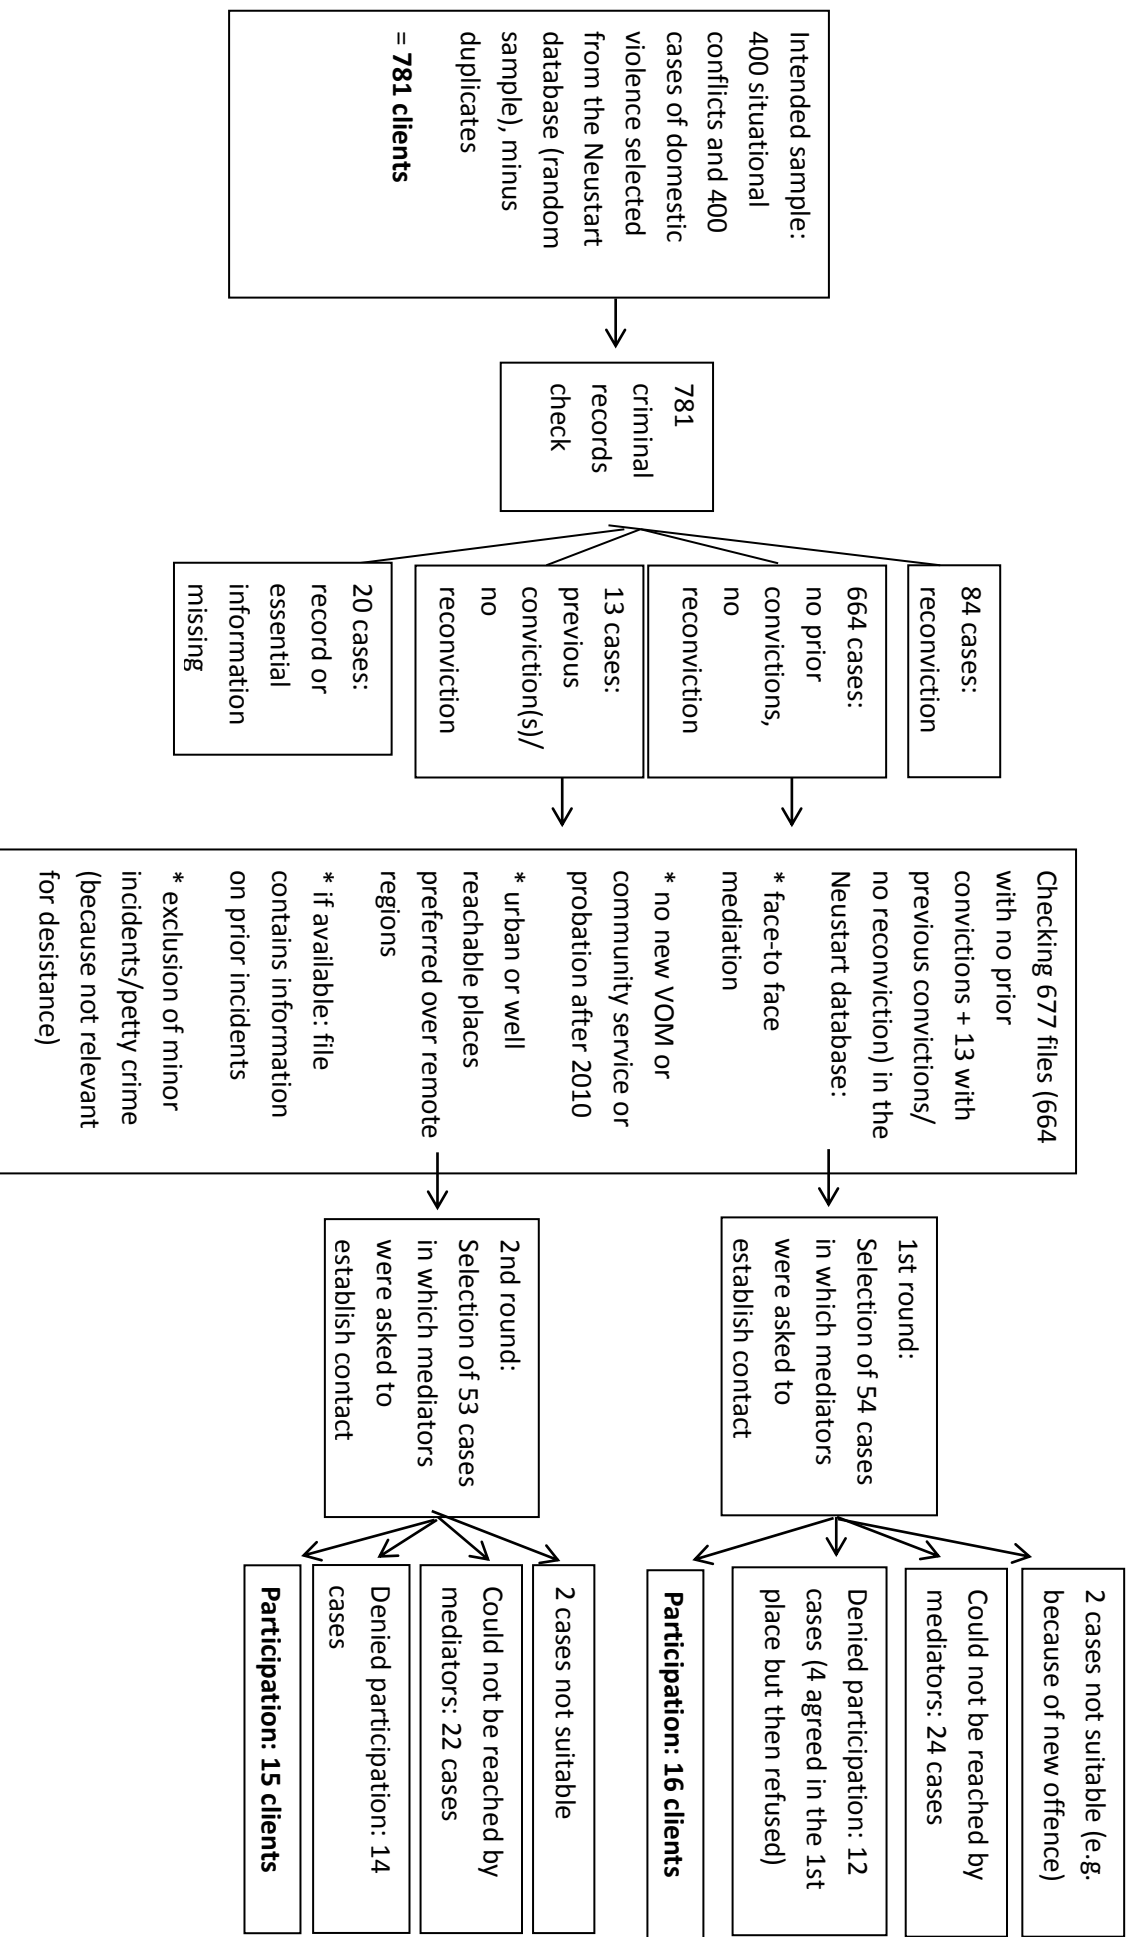 Intended sample:
400 situational
conflicts and 400
cases of domestic
violence selected
from the Neustart
database (random
sample), minus
duplicates
= 781 clients
781
criminal
records
check
84 cases:
reconviction
664 cases:
no prior
convictions,
no
reconviction
13 cases:
previous
conviction(s)/
no
reconviction
20 cases:
record or
essential
information
missing
Checking 677 files (664
with no prior
convictions + 13 with
previous convictions/
no reconviction) in the
Neustart database:
* face-to face
mediation
* no new VOM or
community service or
probation after 2010
* urban or well
reachable places
preferred over remote
regions
* if available: file
contains information
on prior incidents
* exclusion of minor
incidents/petty crime
(because not relevant
for desistance)
1st round:
Selection of 54 cases
in which mediators
were asked to
establish contact
2nd round:
Selection of 53 cases
in which mediators
were asked to
establish contact
2 cases not suitable (e.g.
because of new offence)
Could not be reached by
mediators: 24 cases
Denied participation: 12
cases (4 agreed in the 1st
place but then refused)
Participation: 16 clients
2 cases not suitable
Could not be reached by
mediators: 22 cases
Denied participation: 14
cases
Participation: 15 clients